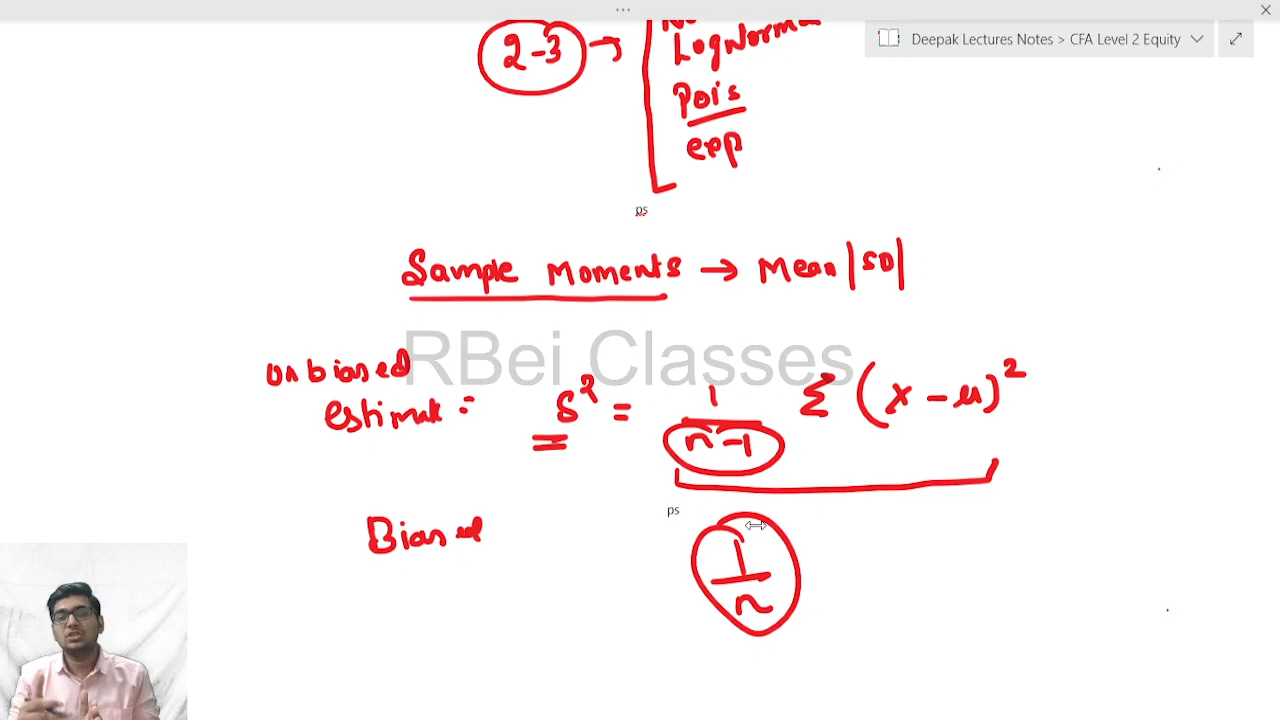 Deepak Lectures Notes > CFA Level 2 Equity
2-3 →
LogNorma
Pois
exp
ps
Sample Moments → Mean|SD|
RBei Classes
unbiased
estimate :-
S² = 1/(n-1) Σ (x - μ)²
ps
Biased
1/n